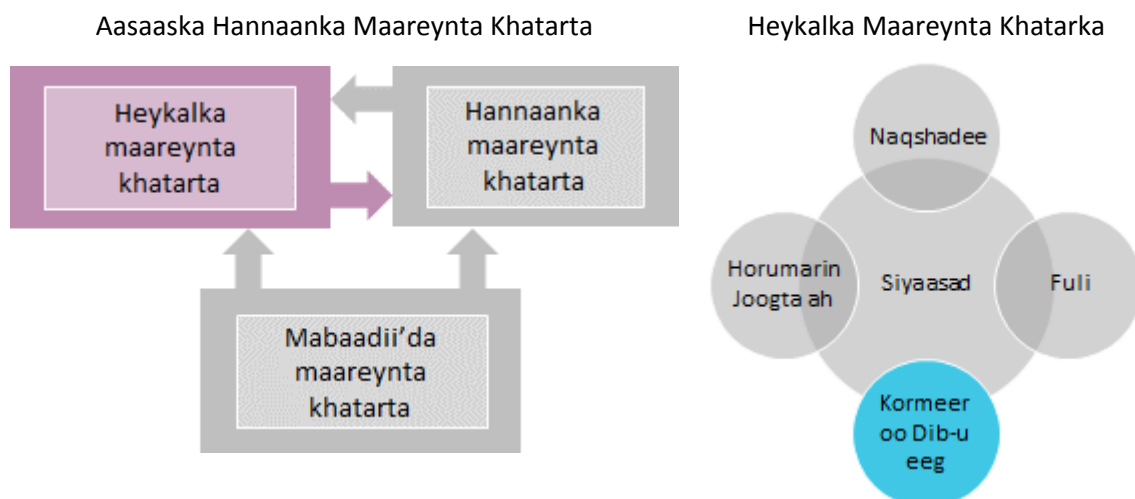 Aasaaska Hannaanka Maareynta Khatarta
Heykalka Maareynta Khatarka
Heykalka
maareynta
khatarta
Hannaanka
maareynta
khatarta
Mabaadii’da
maareynta
khatarta
Naqshadee
Horumarin
Joogta ah
Siyaasad
Fuli
Kormeer
oo Dib-u
eeg